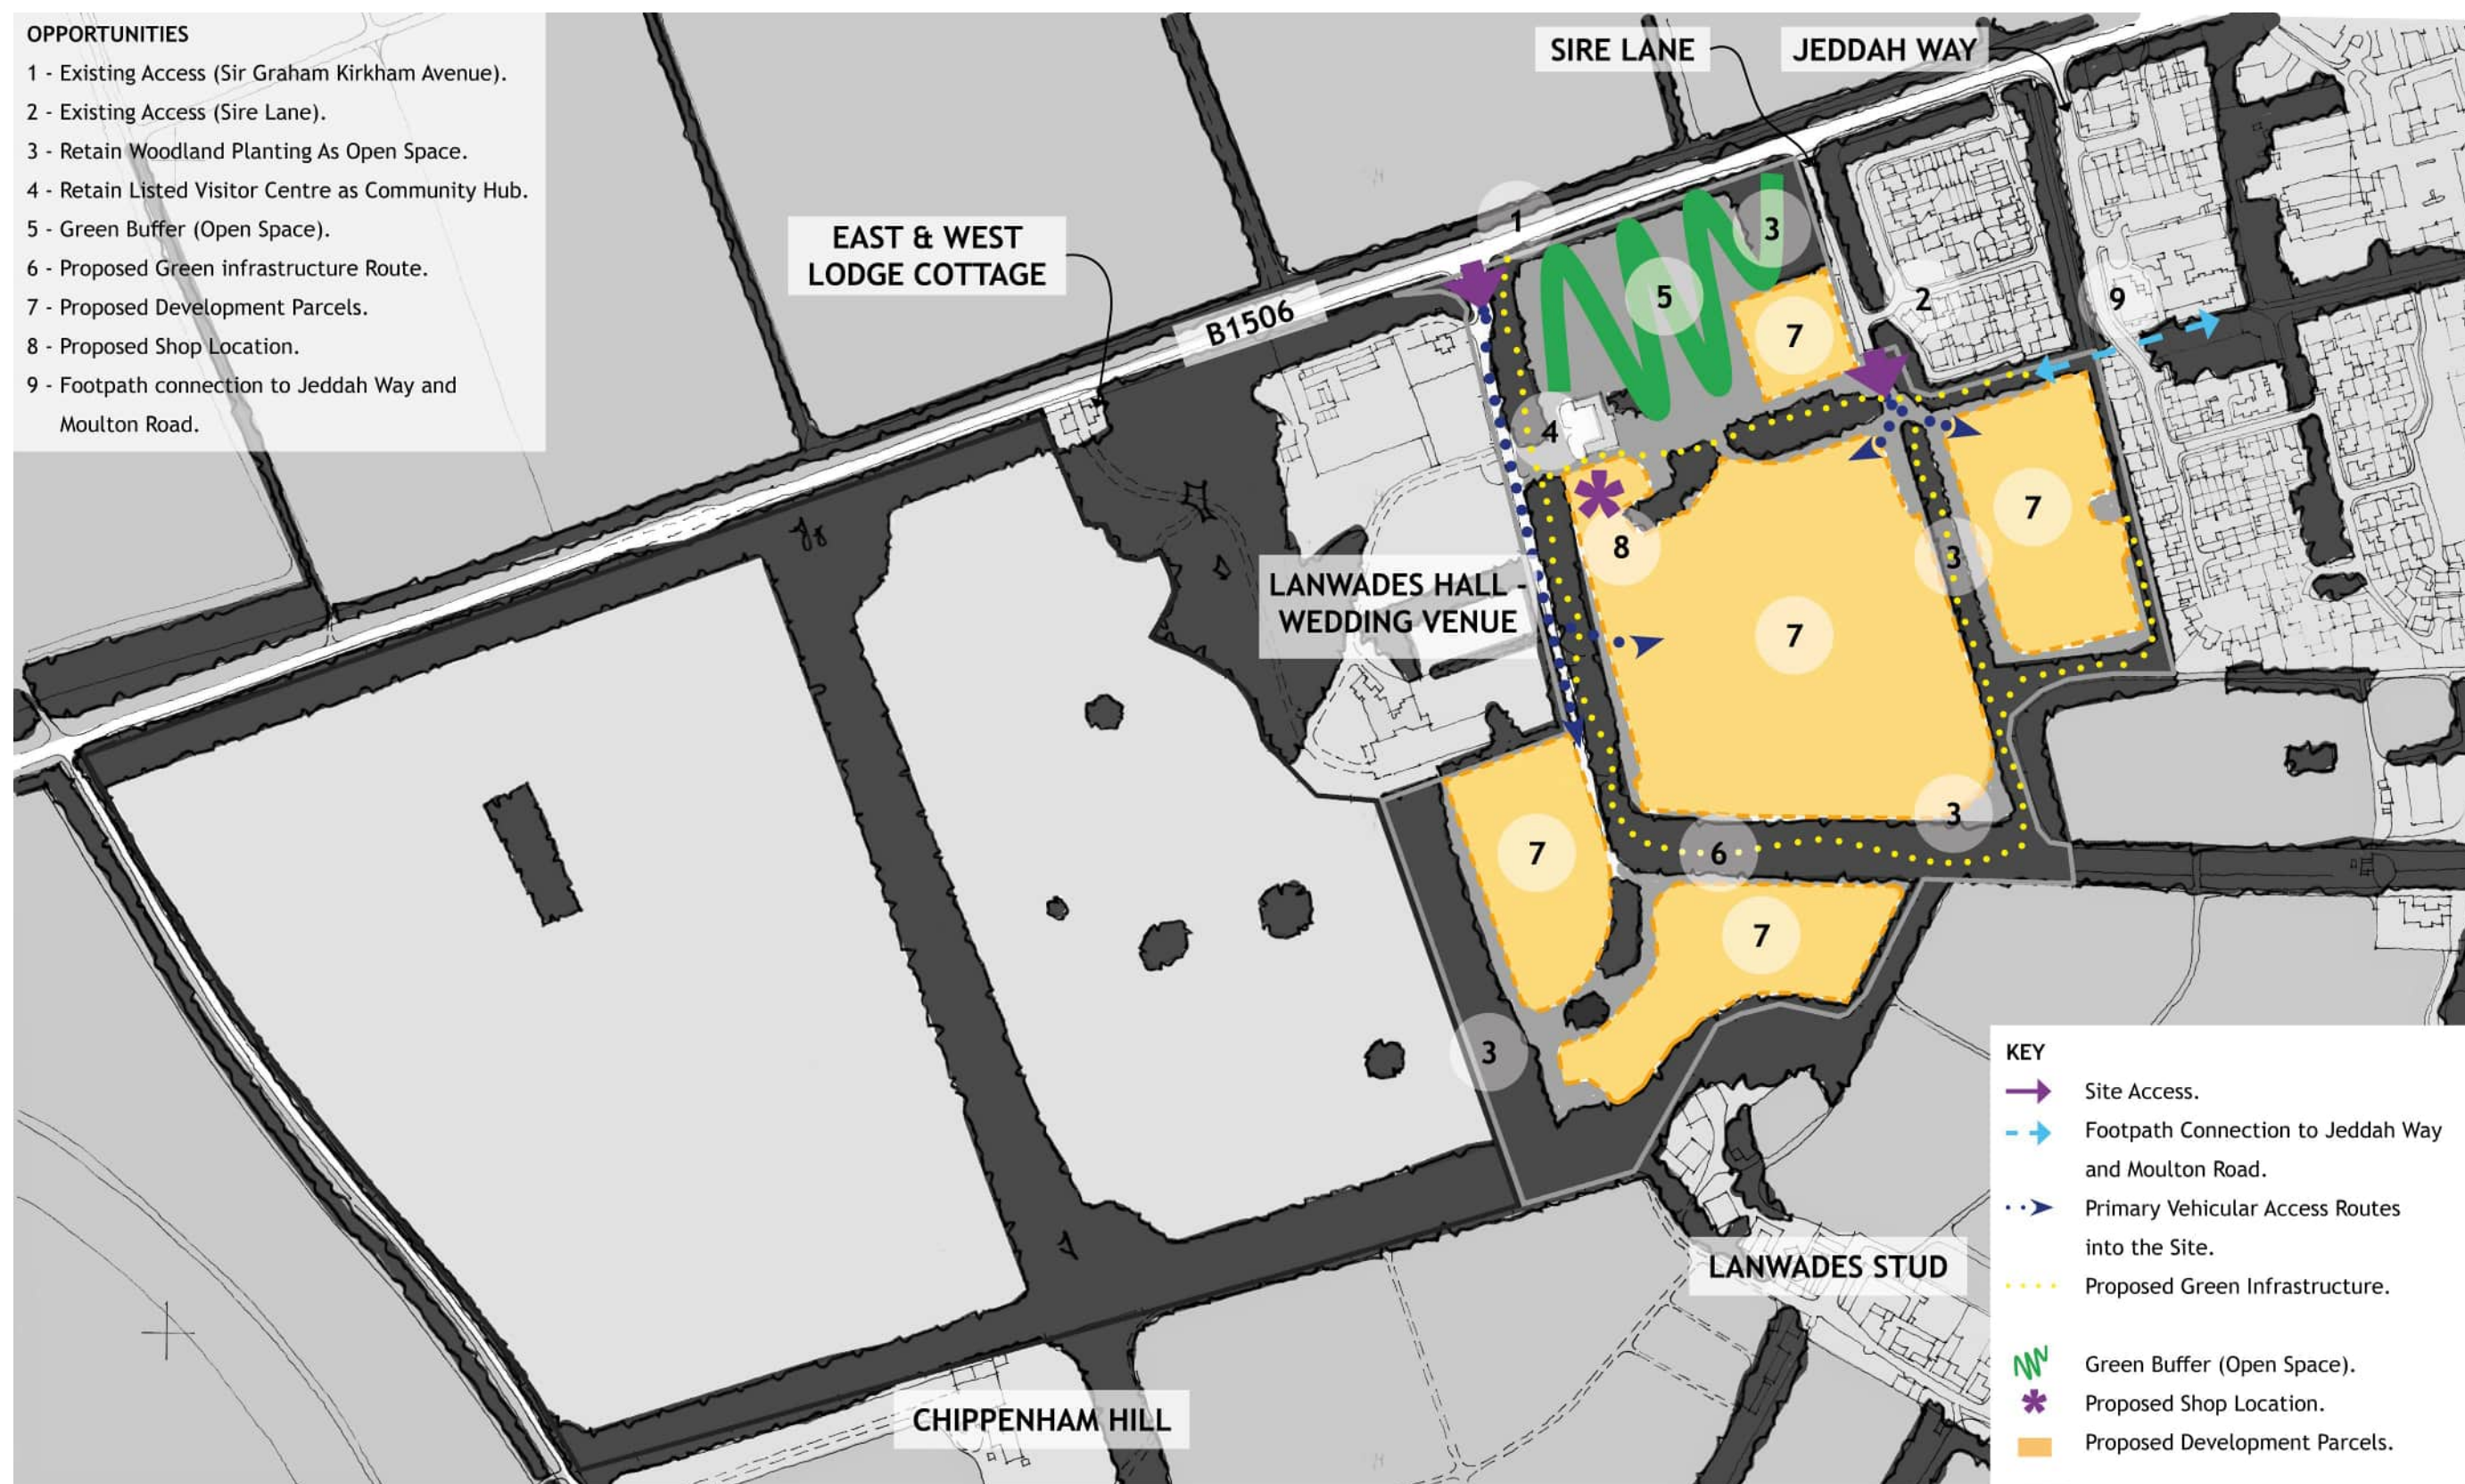 OPPORTUNITIES
1 - Existing Access (Sir Graham Kirkham Avenue).
2 - Existing Access (Sire Lane).
3 - Retain Woodland Planting As Open Space.
4 - Retain Listed Visitor Centre as Community Hub.
5 - Green Buffer (Open Space).
6 - Proposed Green infrastructure Route.
7 - Proposed Development Parcels.
8 - Proposed Shop Location.
9 - Footpath connection to Jeddah Way and
Moulton Road.
SIRE LANE
JEDDAH WAY
EAST & WEST
LODGE COTTAGE
B1506
1
3
5
2
9
7
4
7
8
3
LANWADES HALL -
WEDDING VENUE
7
3
7
6
7
3
LANWADES STUD
CHIPPENHAM HILL
KEY
Site Access.
Footpath Connection to Jeddah Way
and Moulton Road.
Primary Vehicular Access Routes
into the Site.
Proposed Green Infrastructure.
Green Buffer (Open Space).
Proposed Shop Location.
Proposed Development Parcels.